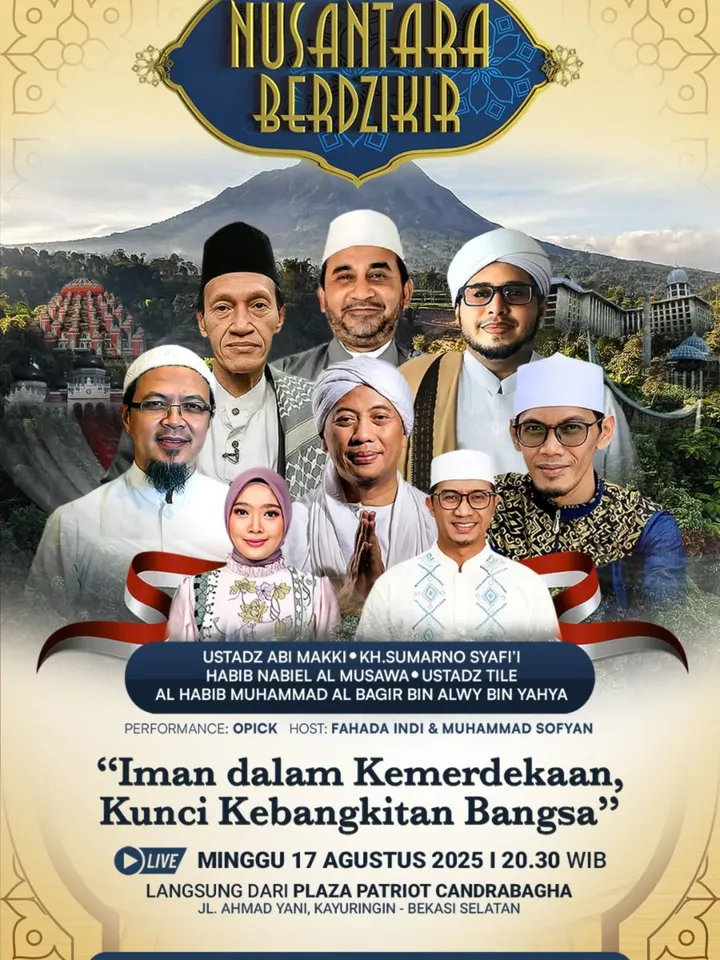 NUSANTARA
BERDZIKIR
USTADZ ABI MAKKI • KH.SUMARNO SYAFI'I
HABIB NABIEL AL MUSAWA • USTADZ TILE
AL HABIB MUHAMMAD AL BAGIR BIN ALWY BIN YAHYA
PERFORMANCE: OPICK HOST: FAHADA INDI & MUHAMMAD SOFYAN
“Iman dalam Kemerdekaan,
Kunci Kebangkitan Bangsa”
LIVE MINGGU 17 AGUSTUS 2025 I 20.30 WIB
LANGSUNG DARI PLAZA PATRIOT CANDRABAGHA
JL. AHMAD YANI, KAYURINGIN - BEKASI SELATAN